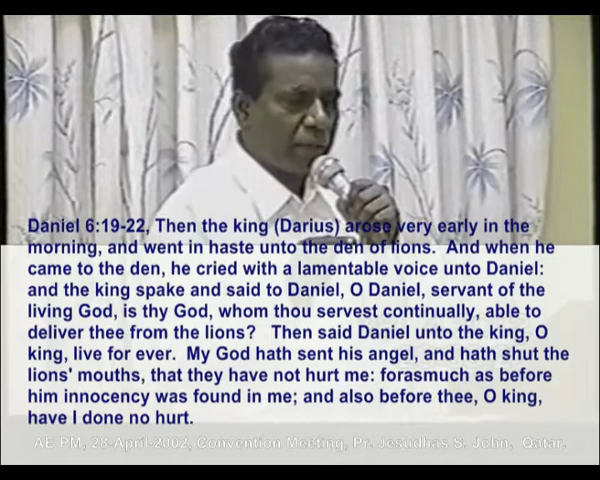 Daniel 6:19-22, Then the king (Darius) arose very early in the
morning, and went in haste unto the den of lions.  And when he
came to the den, he cried with a lamentable voice unto Daniel:
and the king spake and said to Daniel, O Daniel, servant of the
living God, is thy God, whom thou servest continually, able to
deliver thee from the lions?   Then said Daniel unto the king, O
king, live for ever.  My God hath sent his angel, and hath shut the
lions' mouths, that they have not hurt me: forasmuch as before
him innocency was found in me; and also before thee, O king,
have I done no hurt.
AE-PM, 28-April-2002, Convention Meeting, Pr. Jesudhas S. John, Qatar.